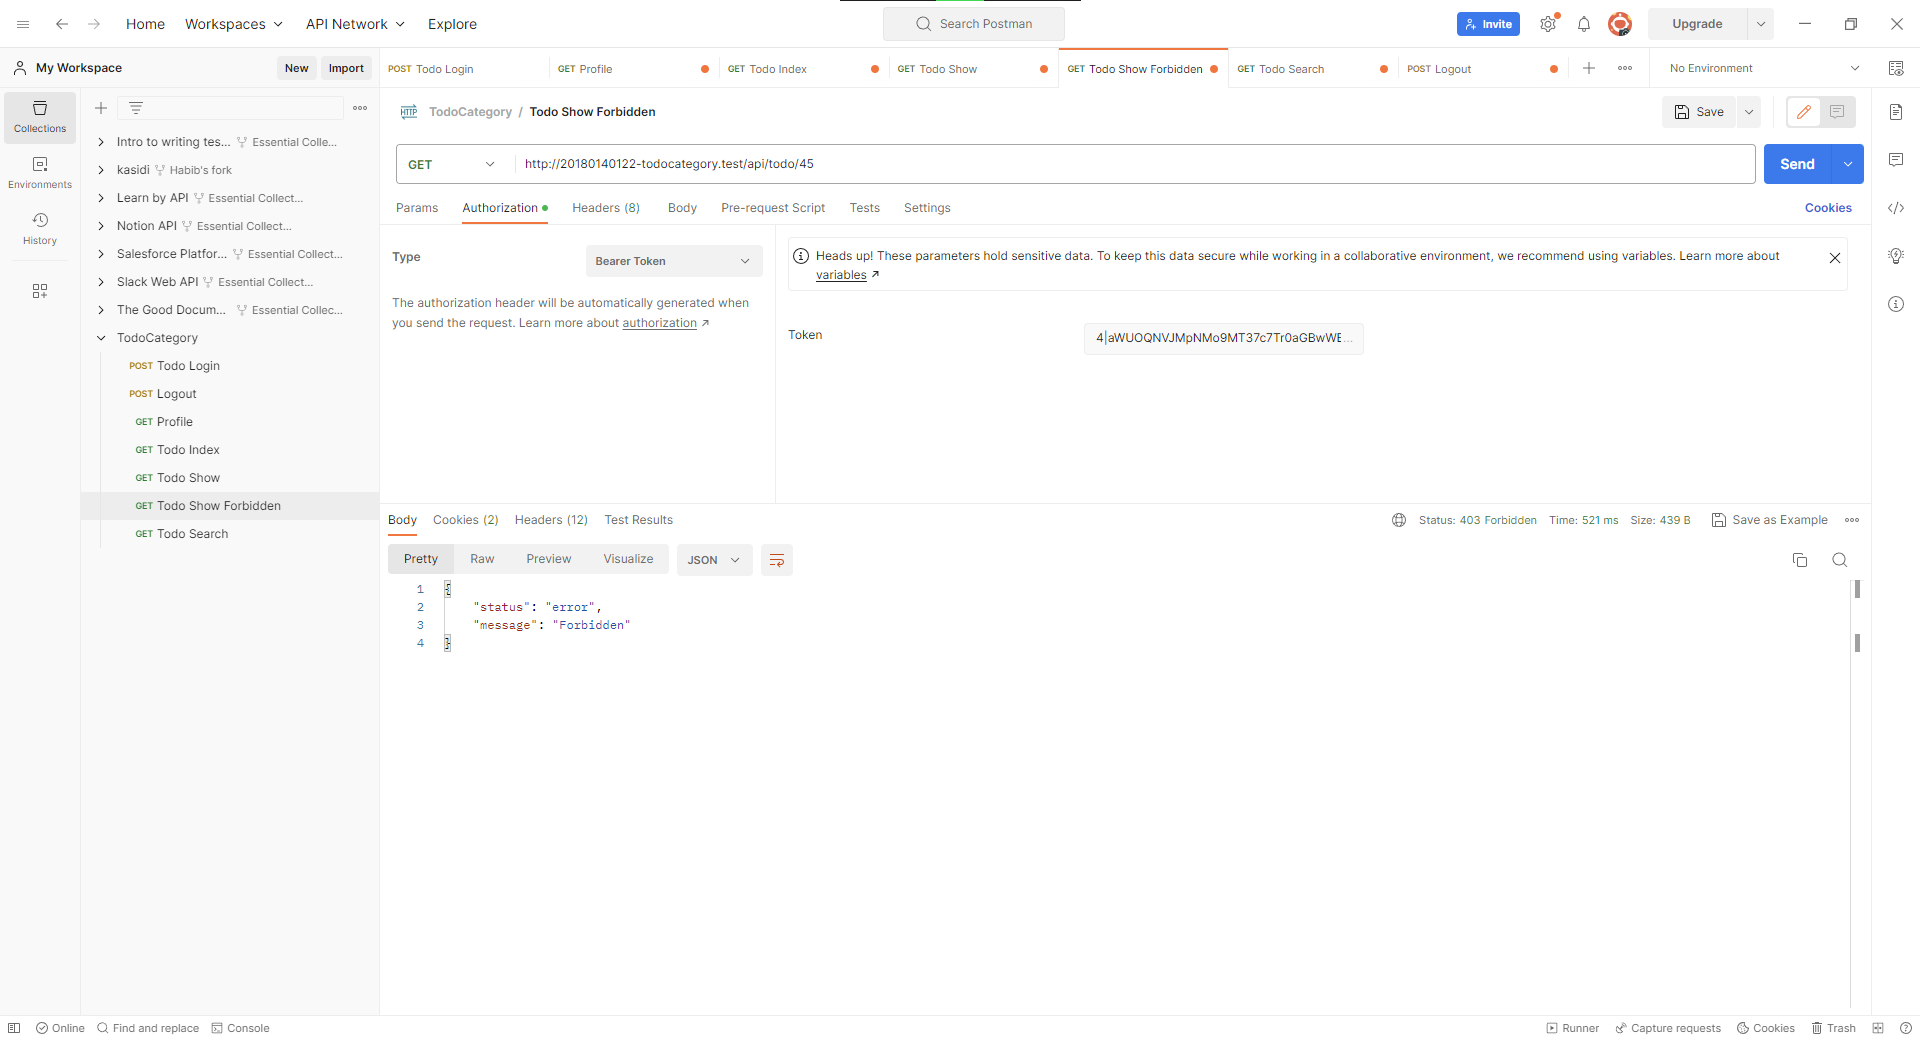 Home Workspaces API Network Explore Search Postman Invite Upgrade
My Workspace New Import
POST Todo Login GET Profile GET Todo Index GET Todo Show GET Todo Show Forbidden GET Todo Search POST Logout No Environment
Collections
Environments
History
Intro to writing tes... Essential Colle...
kasidi Habib's fork
Learn by API Essential Collect...
Notion API Essential Collect...
Salesforce Platfor... Essential Collect...
Slack Web API Essential Collect...
The Good Docum... Essential Collec...
TodoCategory
POST Todo Login
POST Logout
GET Profile
GET Todo Index
GET Todo Show
GET Todo Show Forbidden
GET Todo Search
HTTP TodoCategory / Todo Show Forbidden Save
GET http://20180140122-todocategory.test/api/todo/45 Send
Params Authorization Headers (8) Body Pre-request Script Tests Settings Cookies
Type Bearer Token
The authorization header will be automatically generated when
you send the request. Learn more about authorization ↗
Heads up! These parameters hold sensitive data. To keep this data secure while working in a collaborative environment, we recommend using variables. Learn more about
variables ↗
Token 4|aWUOQNVJMpNMo9MT37c7Tr0aGBwWE...
Body Cookies (2) Headers (12) Test Results Status: 403 Forbidden Time: 521 ms Size: 439 B Save as Example
Pretty Raw Preview Visualize JSON
1 {
2 "status": "error",
3 "message": "Forbidden"
4 }
Online Find and replace Console Runner Capture requests Cookies Trash